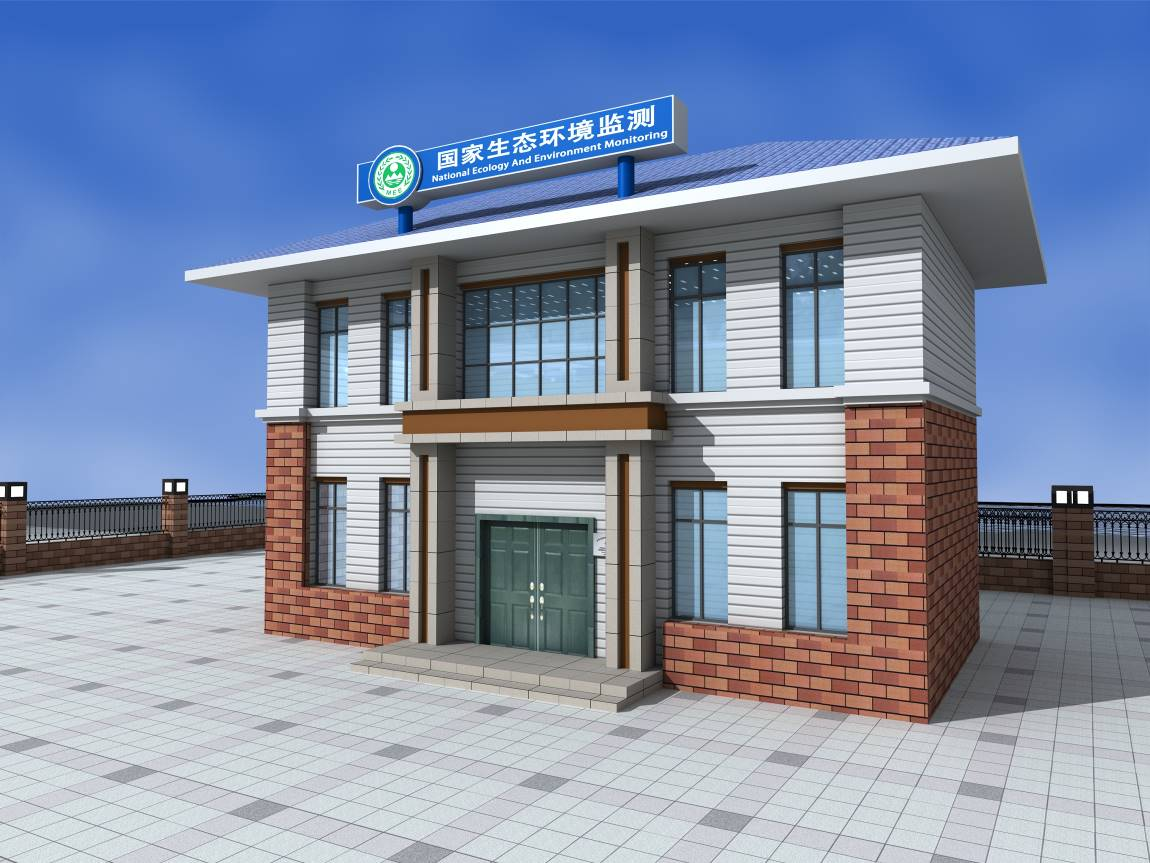 国家生态环境监测
National Ecology And Environment Monitoring
MEE